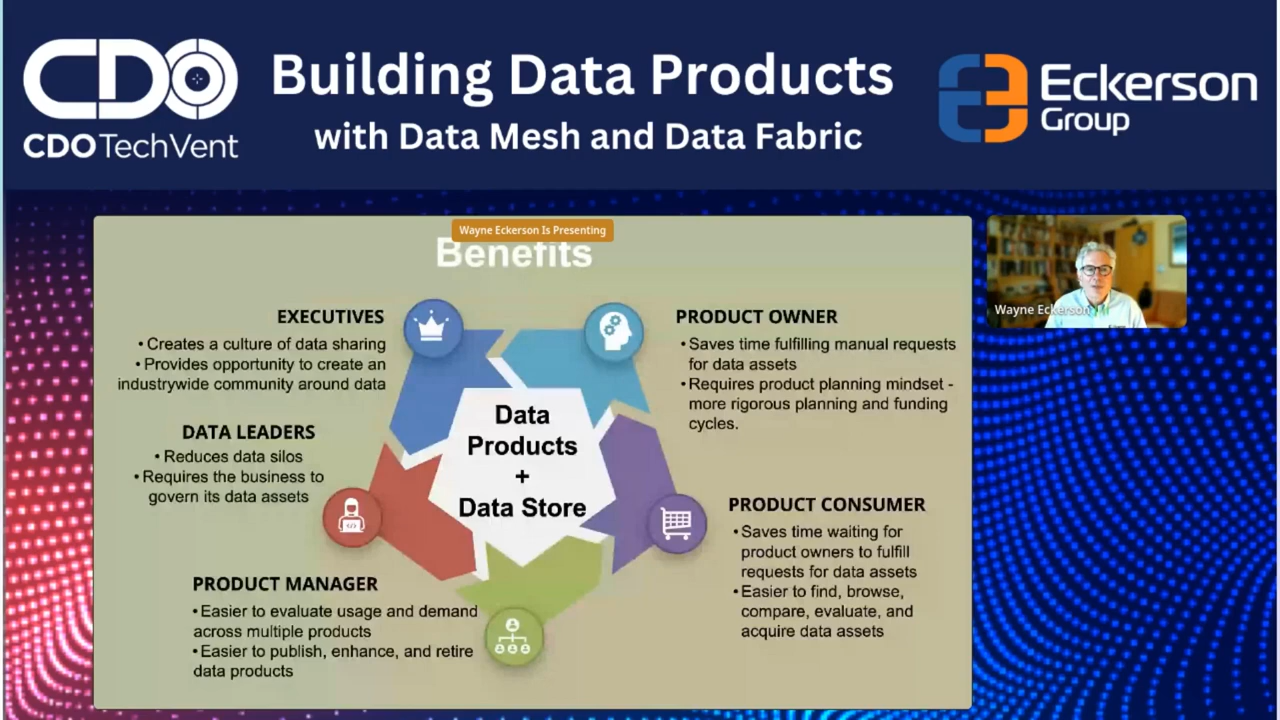 CDO
CDO TechVent
Building Data Products
with Data Mesh and Data Fabric
Eckerson
Group
Wayne Eckerson Is Presenting
Benefits
EXECUTIVES
• Creates a culture of data sharing
• Provides opportunity to create an
industrywide community around data
DATA LEADERS
• Reduces data silos
• Requires the business to
govern its data assets
PRODUCT MANAGER
• Easier to evaluate usage and demand
across multiple products
• Easier to publish, enhance, and retire
data products
Data
Products
+
Data Store
PRODUCT OWNER
• Saves time fulfilling manual requests
for data assets
• Requires product planning mindset -
more rigorous planning and funding
cycles.
PRODUCT CONSUMER
• Saves time waiting for
product owners to fulfill
requests for data assets
• Easier to find, browse,
compare, evaluate, and
acquire data assets
Wayne Eckerson